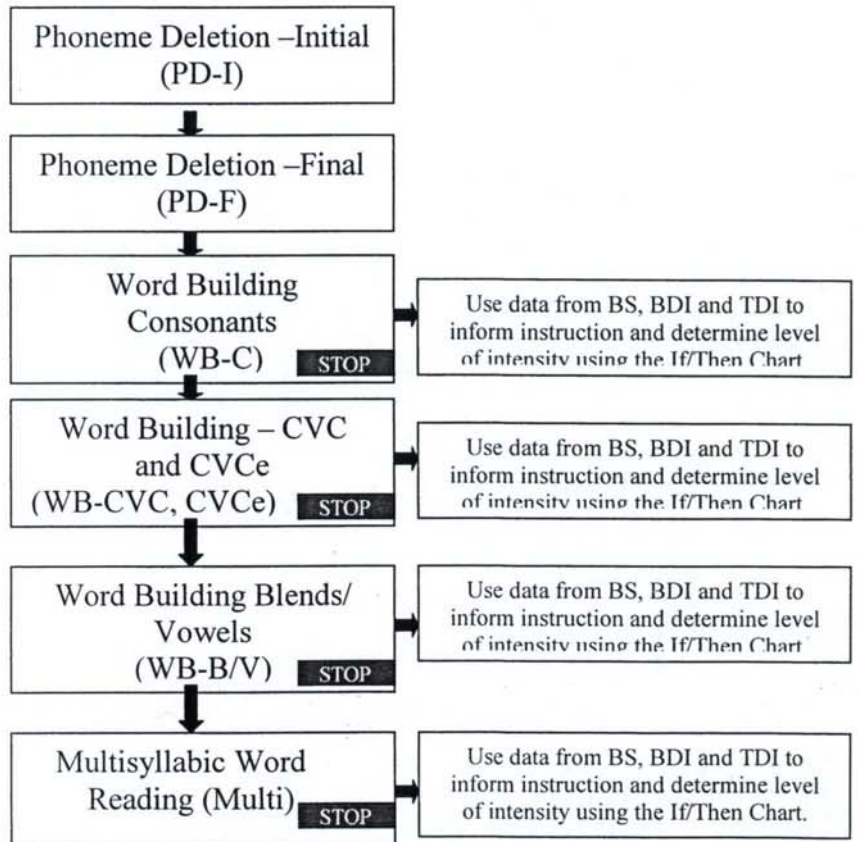 Phoneme Deletion –Initial
(PD-I)
Phoneme Deletion –Final
(PD-F)
Word Building
Consonants
(WB-C)
STOP
Use data from BS, BDI and TDI to
inform instruction and determine level
of intensity using the If/Then Chart
Word Building – CVC
and CVCe
(WB-CVC, CVCe)
STOP
Use data from BS, BDI and TDI to
inform instruction and determine level
of intensity using the If/Then Chart
Word Building Blends/
Vowels
(WB-B/V)
STOP
Use data from BS, BDI and TDI to
inform instruction and determine level
of intensity using the If/Then Chart
Multisyllabic Word
Reading (Multi)
STOP
Use data from BS, BDI and TDI to
inform instruction and determine level
of intensity using the If/Then Chart.